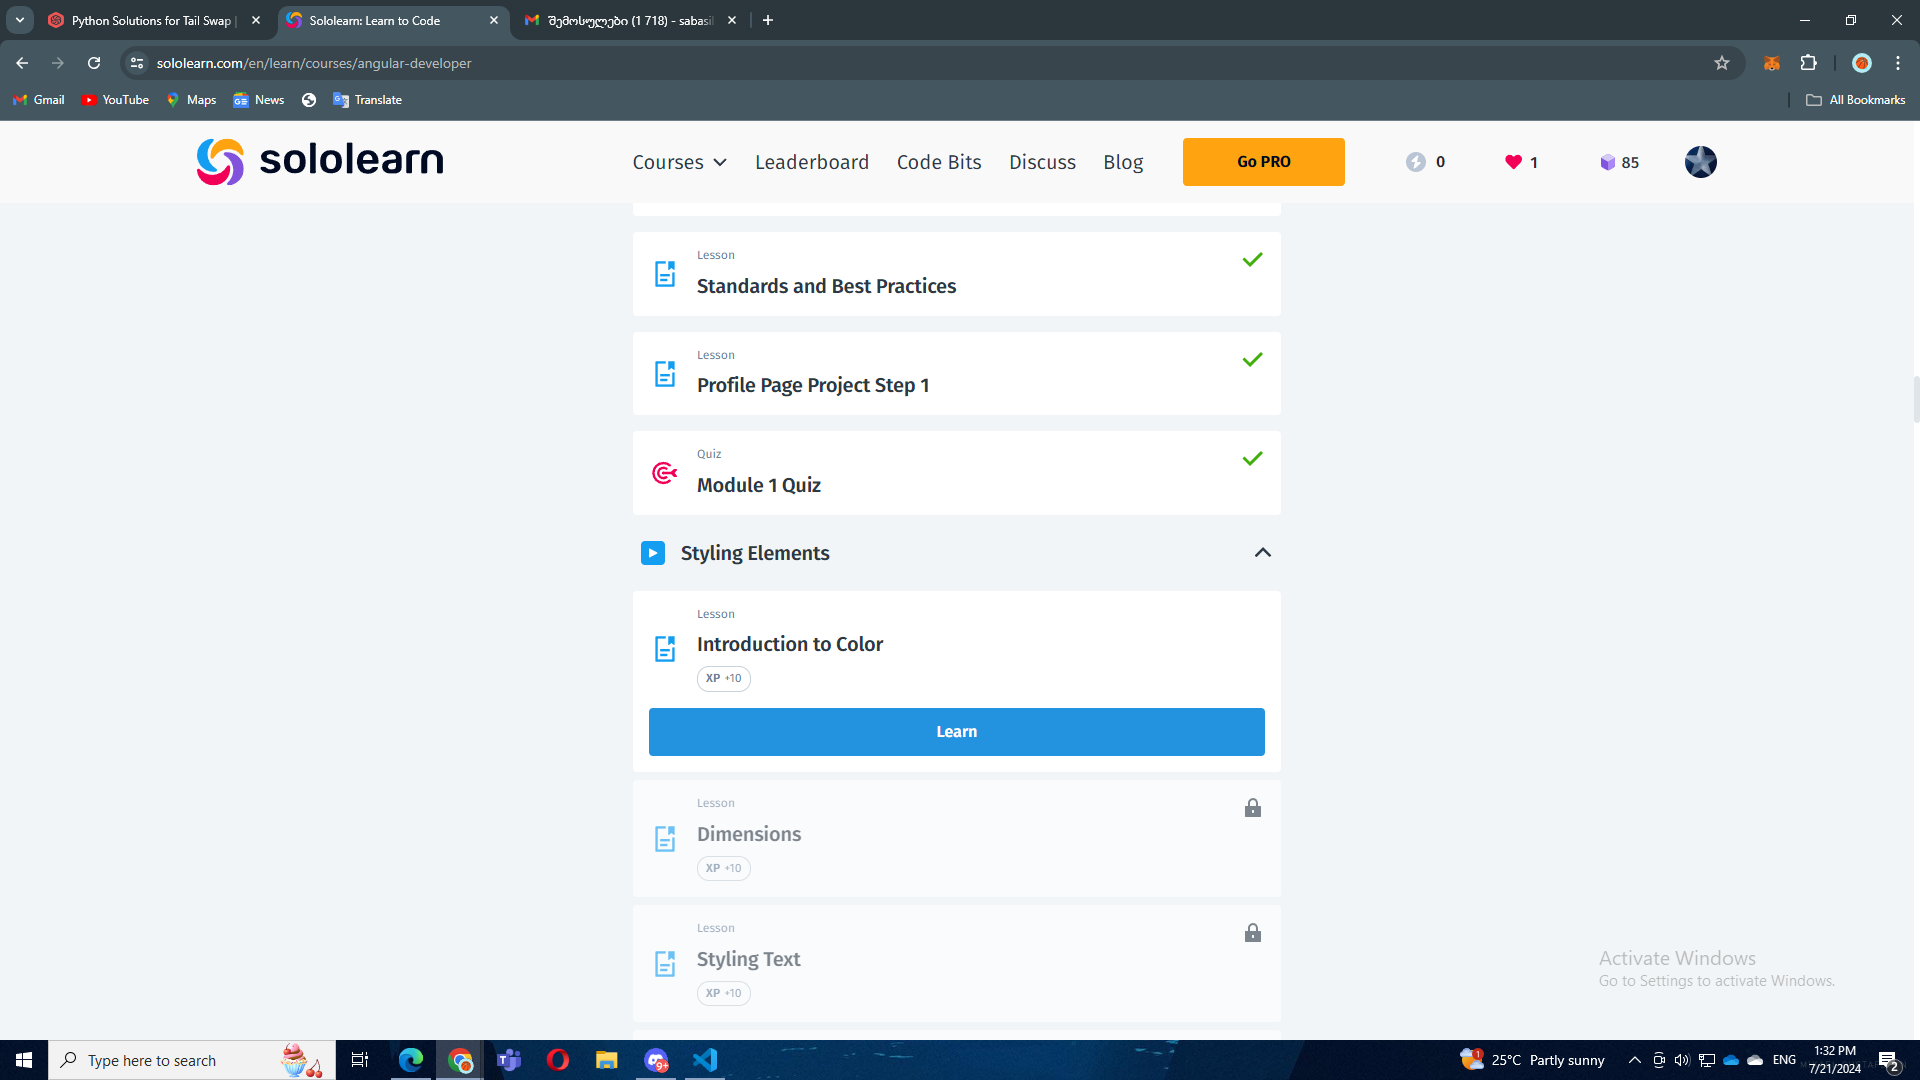 Python Solutions for Tail Swap |
Sololearn: Learn to Code
შემოსულები (1 718) - sabasil
sololearn.com/en/learn/courses/angular-developer
Gmail YouTube Maps News Translate All Bookmarks
sololearn Courses Leaderboard Code Bits Discuss Blog Go PRO 0 1 85
Lesson
Standards and Best Practices
Lesson
Profile Page Project Step 1
Quiz
Module 1 Quiz
Styling Elements
Lesson
Introduction to Color
XP +10
Learn
Lesson
Dimensions
XP +10
Lesson
Styling Text
XP +10
Activate Windows
Go to Settings to activate Windows.
Type here to search
9+
1
25°C Partly sunny
ENG
1:32 PM
7/21/2024
2